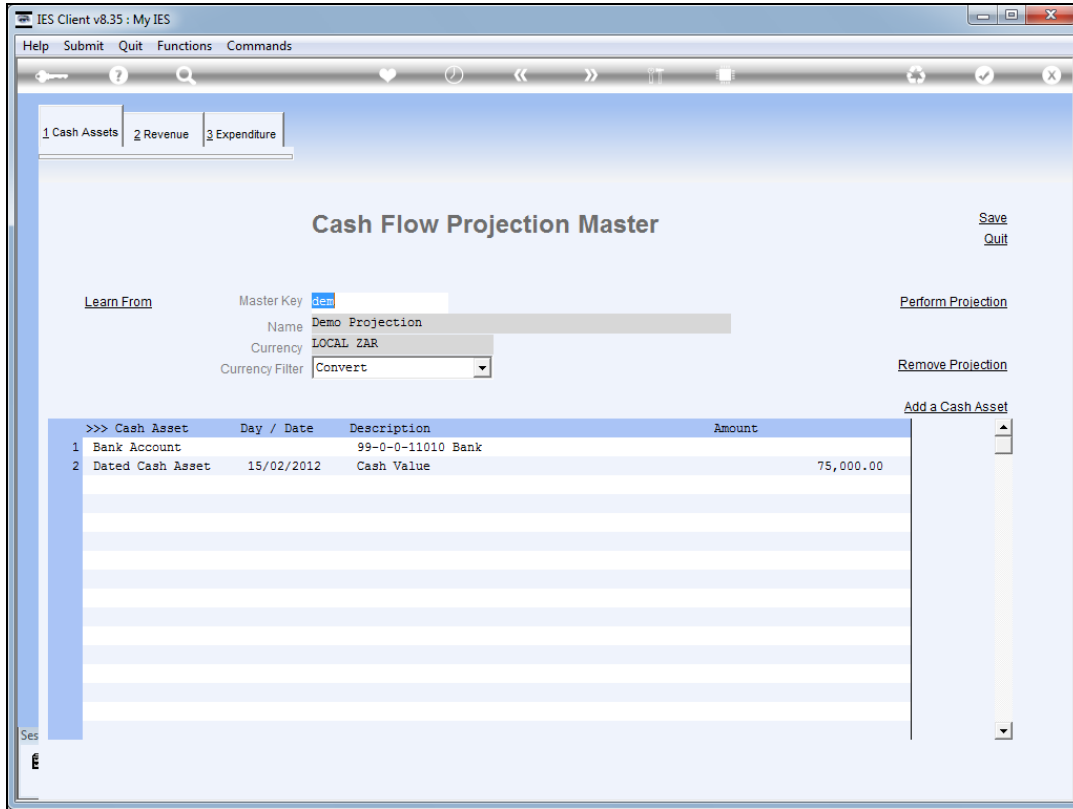 IES Client v8.35 : My IES
Help Submit Quit Functions Commands
1 Cash Assets 2 Revenue 3 Expenditure
Cash Flow Projection Master
Save
Quit
Learn From Master Key dem Perform Projection
Name Demo Projection
Currency LOCAL ZAR
Currency Filter Convert Remove Projection
Add a Cash Asset
>>> Cash Asset Day / Date Description Amount
1 Bank Account 99-0-0-11010 Bank
2 Dated Cash Asset 15/02/2012 Cash Value 75,000.00
Ses